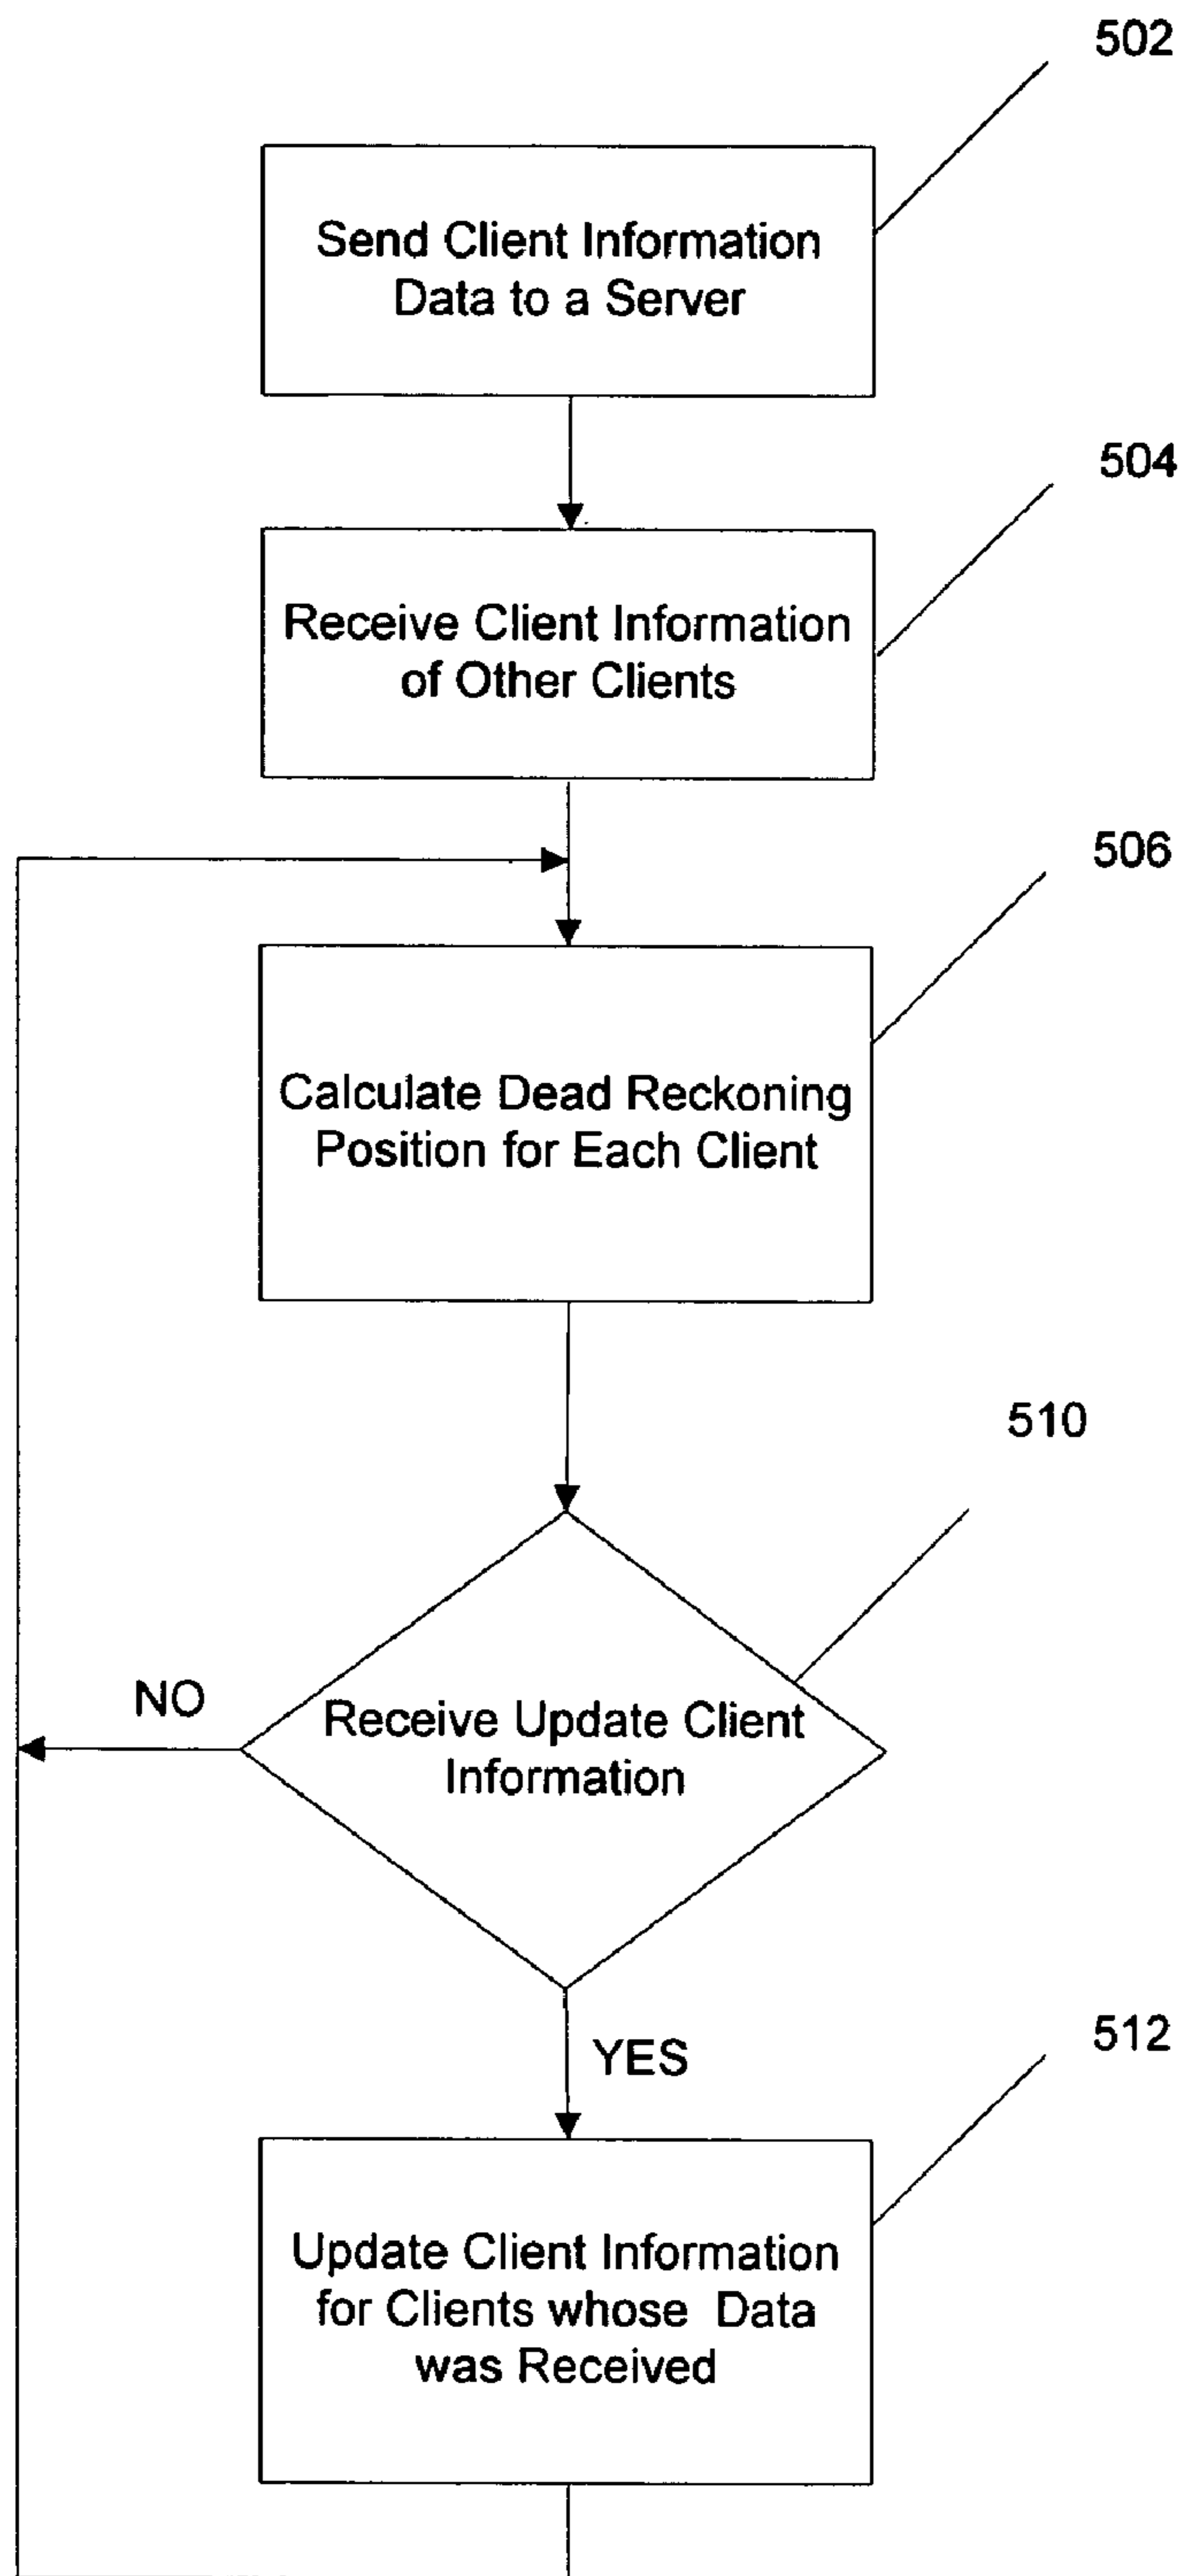 502
Send Client Information
Data to a Server
504
Receive Client Information
of Other Clients
506
Calculate Dead Reckoning
Position for Each Client
510
NO
Receive Update Client
Information
YES
512
Update Client Information
for Clients whose Data
was Received